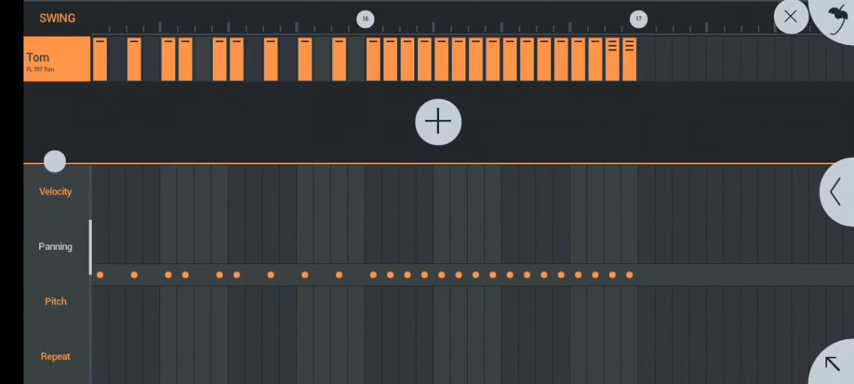 SWING
16
17
Tom
FL 707 Tom
Velocity
Panning
Pitch
Repeat